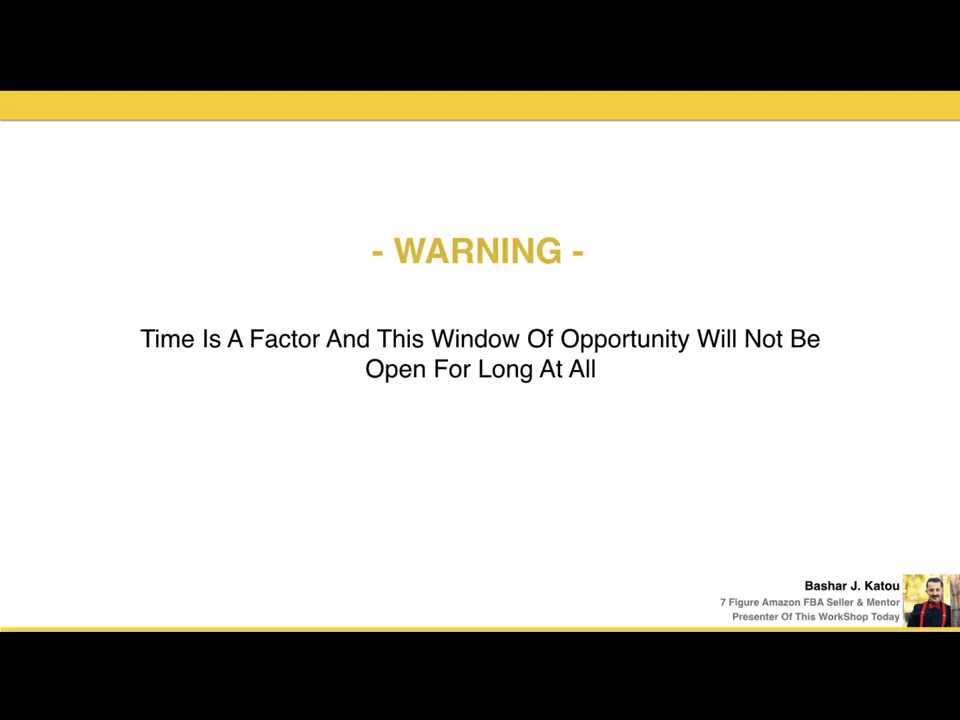 - WARNING -
Time Is A Factor And This Window Of Opportunity Will Not Be
Open For Long At All
Bashar J. Katou
7 Figure Amazon FBA Seller & Mentor
Presenter Of This WorkShop Today